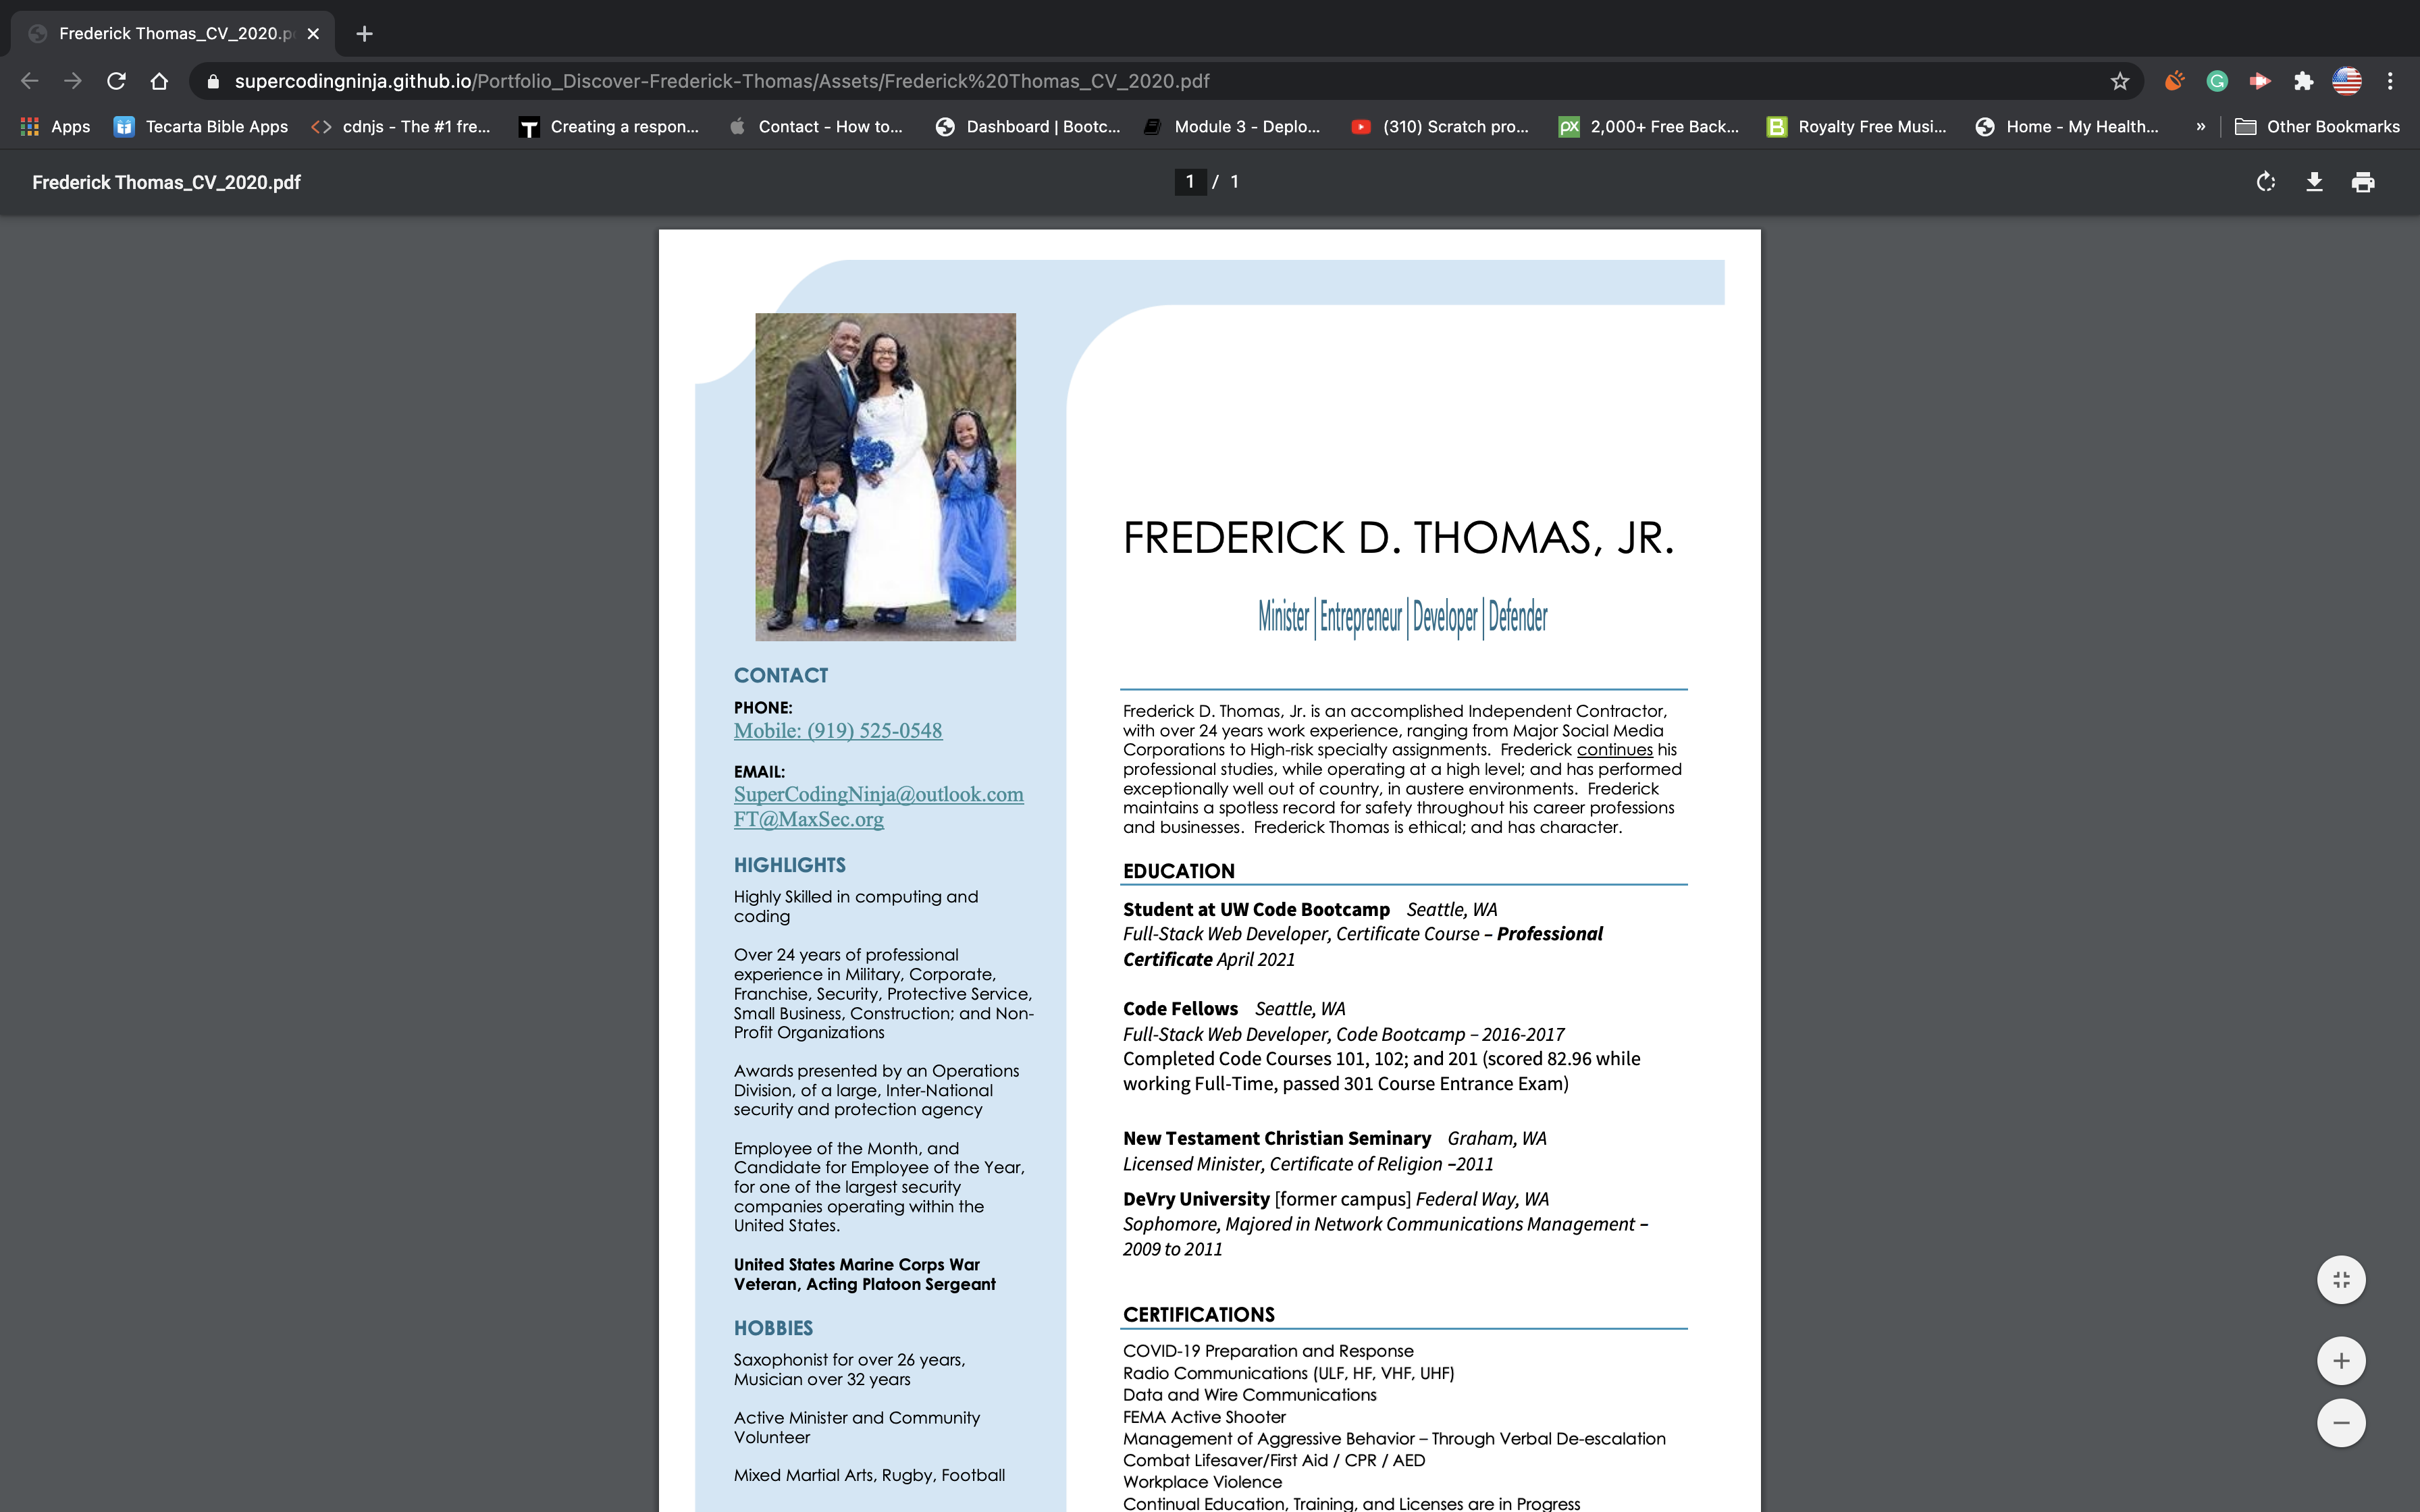 Frederick Thomas_CV_2020.p
supercodingninja.github.io/Portfolio_Discover-Frederick-Thomas/Assets/Frederick%20Thomas_CV_2020.pdf
Apps
Tecarta Bible Apps
cdnjs - The #1 fre...
Creating a respon...
Contact - How to...
Dashboard | Bootc...
Module 3 - Deplo...
(310) Scratch pro...
2,000+ Free Back...
Royalty Free Musi...
Home - My Health...
»
Other Bookmarks
Frederick Thomas_CV_2020.pdf
1 / 1
CONTACT
PHONE:
Mobile: (919) 525-0548
EMAIL:
SuperCodingNinja@outlook.com
FT@MaxSec.org
HIGHLIGHTS
Highly Skilled in computing and
coding
Over 24 years of professional
experience in Military, Corporate,
Franchise, Security, Protective Service,
Small Business, Construction; and Non-
Profit Organizations
Awards presented by an Operations
Division, of a large, Inter-National
security and protection agency
Employee of the Month, and
Candidate for Employee of the Year,
for one of the largest security
companies operating within the
United States.
United States Marine Corps War
Veteran, Acting Platoon Sergeant
HOBBIES
Saxophonist for over 26 years,
Musician over 32 years
Active Minister and Community
Volunteer
Mixed Martial Arts, Rugby, Football
FREDERICK D. THOMAS, JR.
Minister | Entrepreneur | Developer | Defender
Frederick D. Thomas, Jr. is an accomplished Independent Contractor,
with over 24 years work experience, ranging from Major Social Media
Corporations to High-risk specialty assignments.  Frederick continues his
professional studies, while operating at a high level; and has performed
exceptionally well out of country, in austere environments.  Frederick
maintains a spotless record for safety throughout his career professions
and businesses.  Frederick Thomas is ethical; and has character.
EDUCATION
Student at UW Code Bootcamp   Seattle, WA
Full-Stack Web Developer, Certificate Course – Professional
Certificate April 2021
Code Fellows   Seattle, WA
Full-Stack Web Developer, Code Bootcamp – 2016-2017
Completed Code Courses 101, 102; and 201 (scored 82.96 while
working Full-Time, passed 301 Course Entrance Exam)
New Testament Christian Seminary   Graham, WA
Licensed Minister, Certificate of Religion –2011
DeVry University [former campus] Federal Way, WA
Sophomore, Majored in Network Communications Management –
2009 to 2011
CERTIFICATIONS
COVID-19 Preparation and Response
Radio Communications (ULF, HF, VHF, UHF)
Data and Wire Communications
FEMA Active Shooter
Management of Aggressive Behavior – Through Verbal De-escalation
Combat Lifesaver/First Aid / CPR / AED
Workplace Violence
Continual Education, Training, and Licenses are in Progress